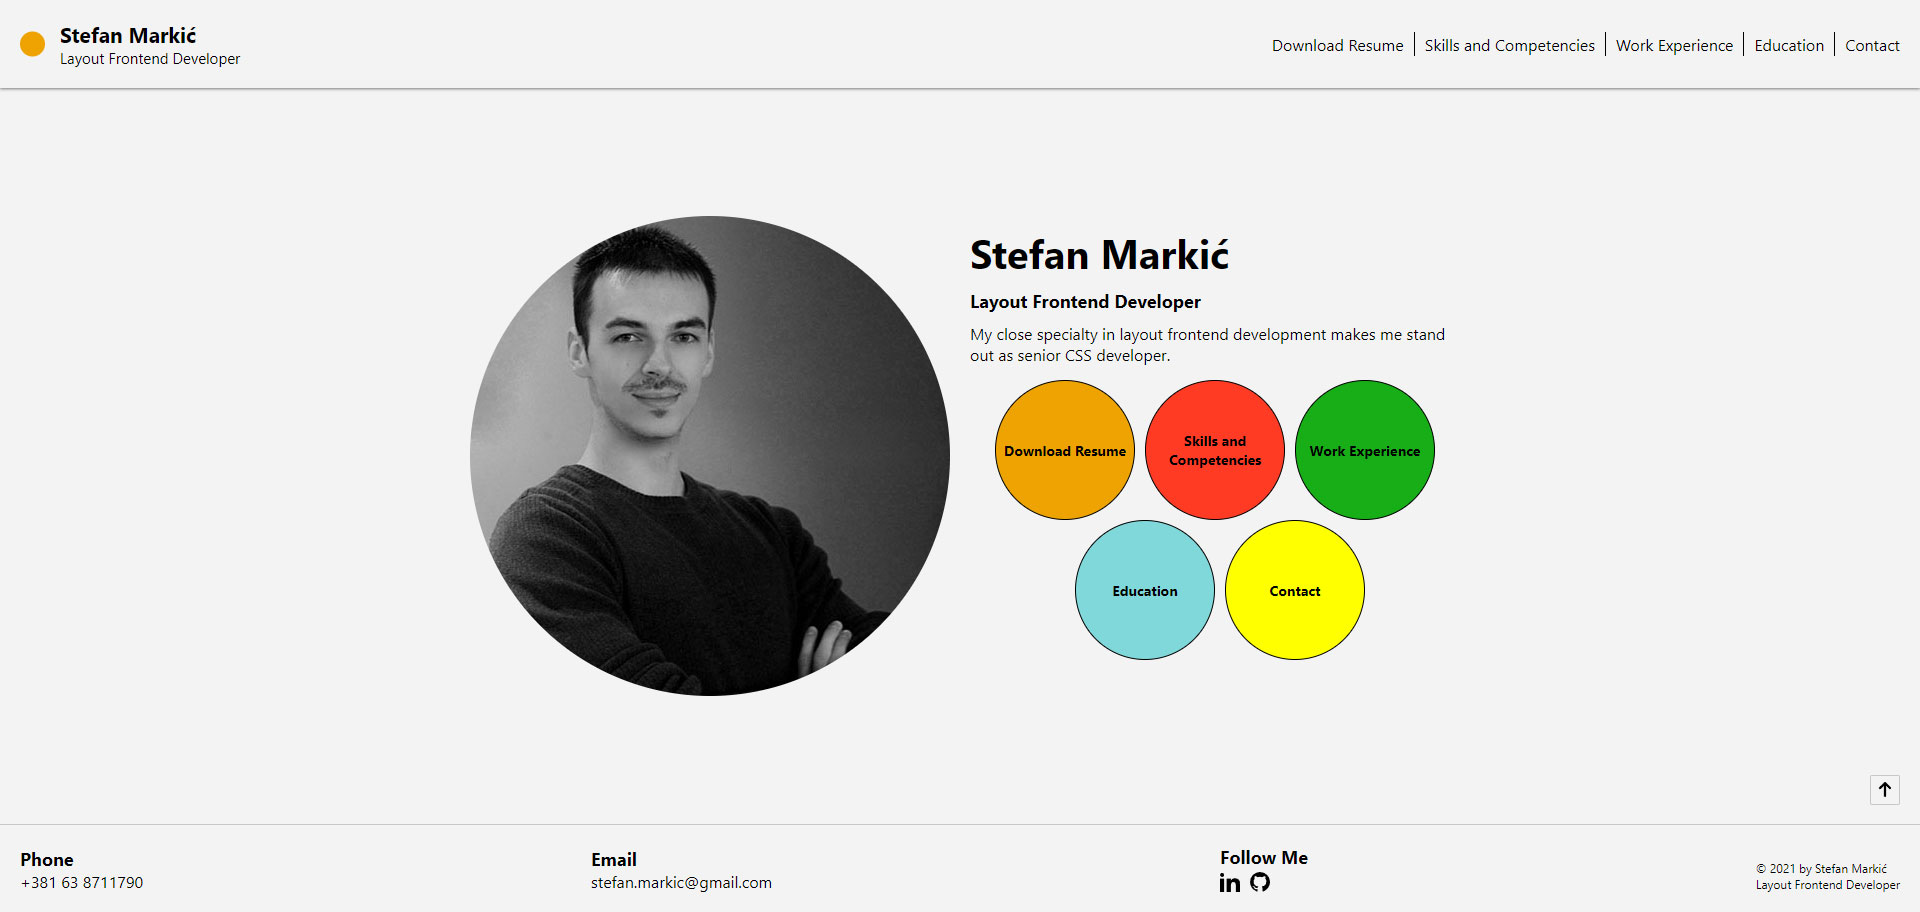 Stefan Markić
Layout Frontend Developer
Download Resume
Skills and Competencies
Work Experience
Education
Contact
Stefan Markić
Layout Frontend Developer
My close specialty in layout frontend development makes me stand
out as senior CSS developer.
Download Resume
Skills and
Competencies
Work Experience
Education
Contact
Phone
+381 63 8711790
Email
stefan.markic@gmail.com
Follow Me
in
© 2021 by Stefan Markić
Layout Frontend Developer